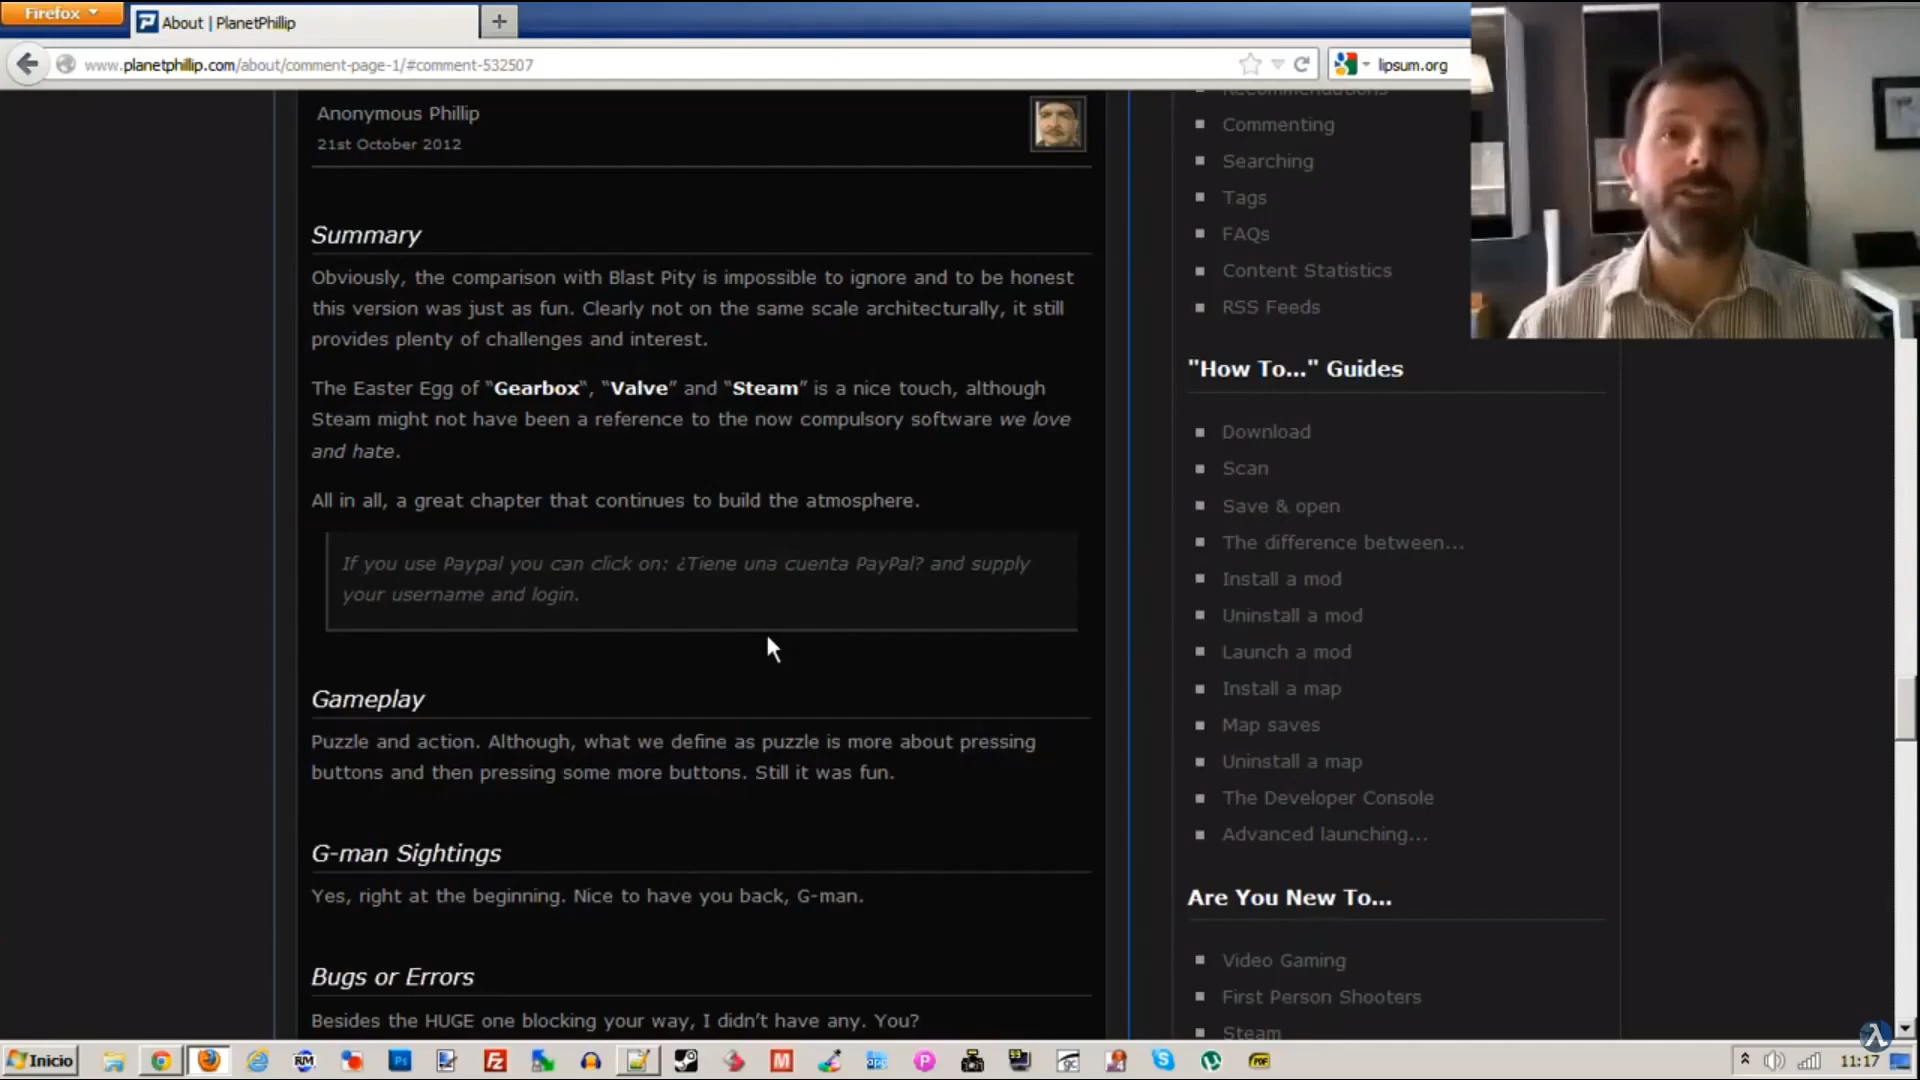 Firefox
About | PlanetPhillip
www.planetphillip.com/about/comment-page-1/#comment-532507
lipsum.org
Anonymous Phillip
21st October 2012
Summary
Obviously, the comparison with Blast Pity is impossible to ignore and to be honest
this version was just as fun. Clearly not on the same scale architecturally, it still
provides plenty of challenges and interest.
The Easter Egg of “Gearbox“, “Valve” and “Steam” is a nice touch, although
Steam might not have been a reference to the now compulsory software we love
and hate.
All in all, a great chapter that continues to build the atmosphere.
If you use Paypal you can click on: ¿Tiene una cuenta PayPal? and supply
your username and login.
Gameplay
Puzzle and action. Although, what we define as puzzle is more about pressing
buttons and then pressing some more buttons. Still it was fun.
G-man Sightings
Yes, right at the beginning. Nice to have you back, G-man.
Bugs or Errors
Besides the HUGE one blocking your way, I didn’t have any. You?
Recommendations
Commenting
Searching
Tags
FAQs
Content Statistics
RSS Feeds
"How To..." Guides
Download
Scan
Save & open
The difference between...
Install a mod
Uninstall a mod
Launch a mod
Install a map
Map saves
Uninstall a map
The Developer Console
Advanced launching...
Are You New To...
Video Gaming
First Person Shooters
Steam
Inicio
RM
Ps
FZ
M
P
gc
PDF
11:17